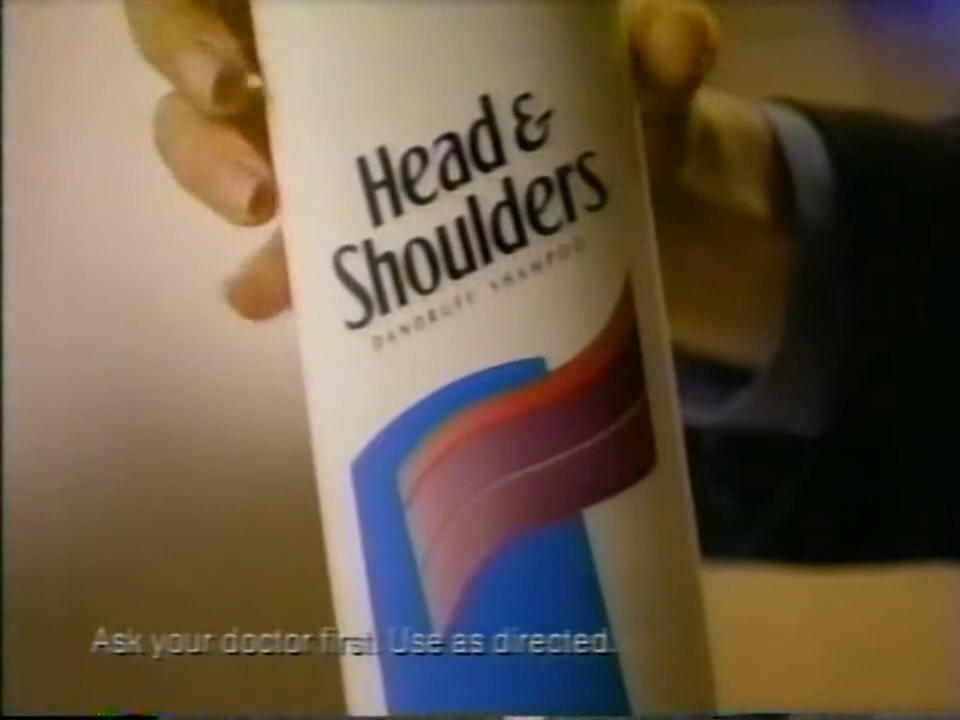 Head &
Shoulders
DANDRUFF SHAMPOO
Ask your doctor first. Use as directed.